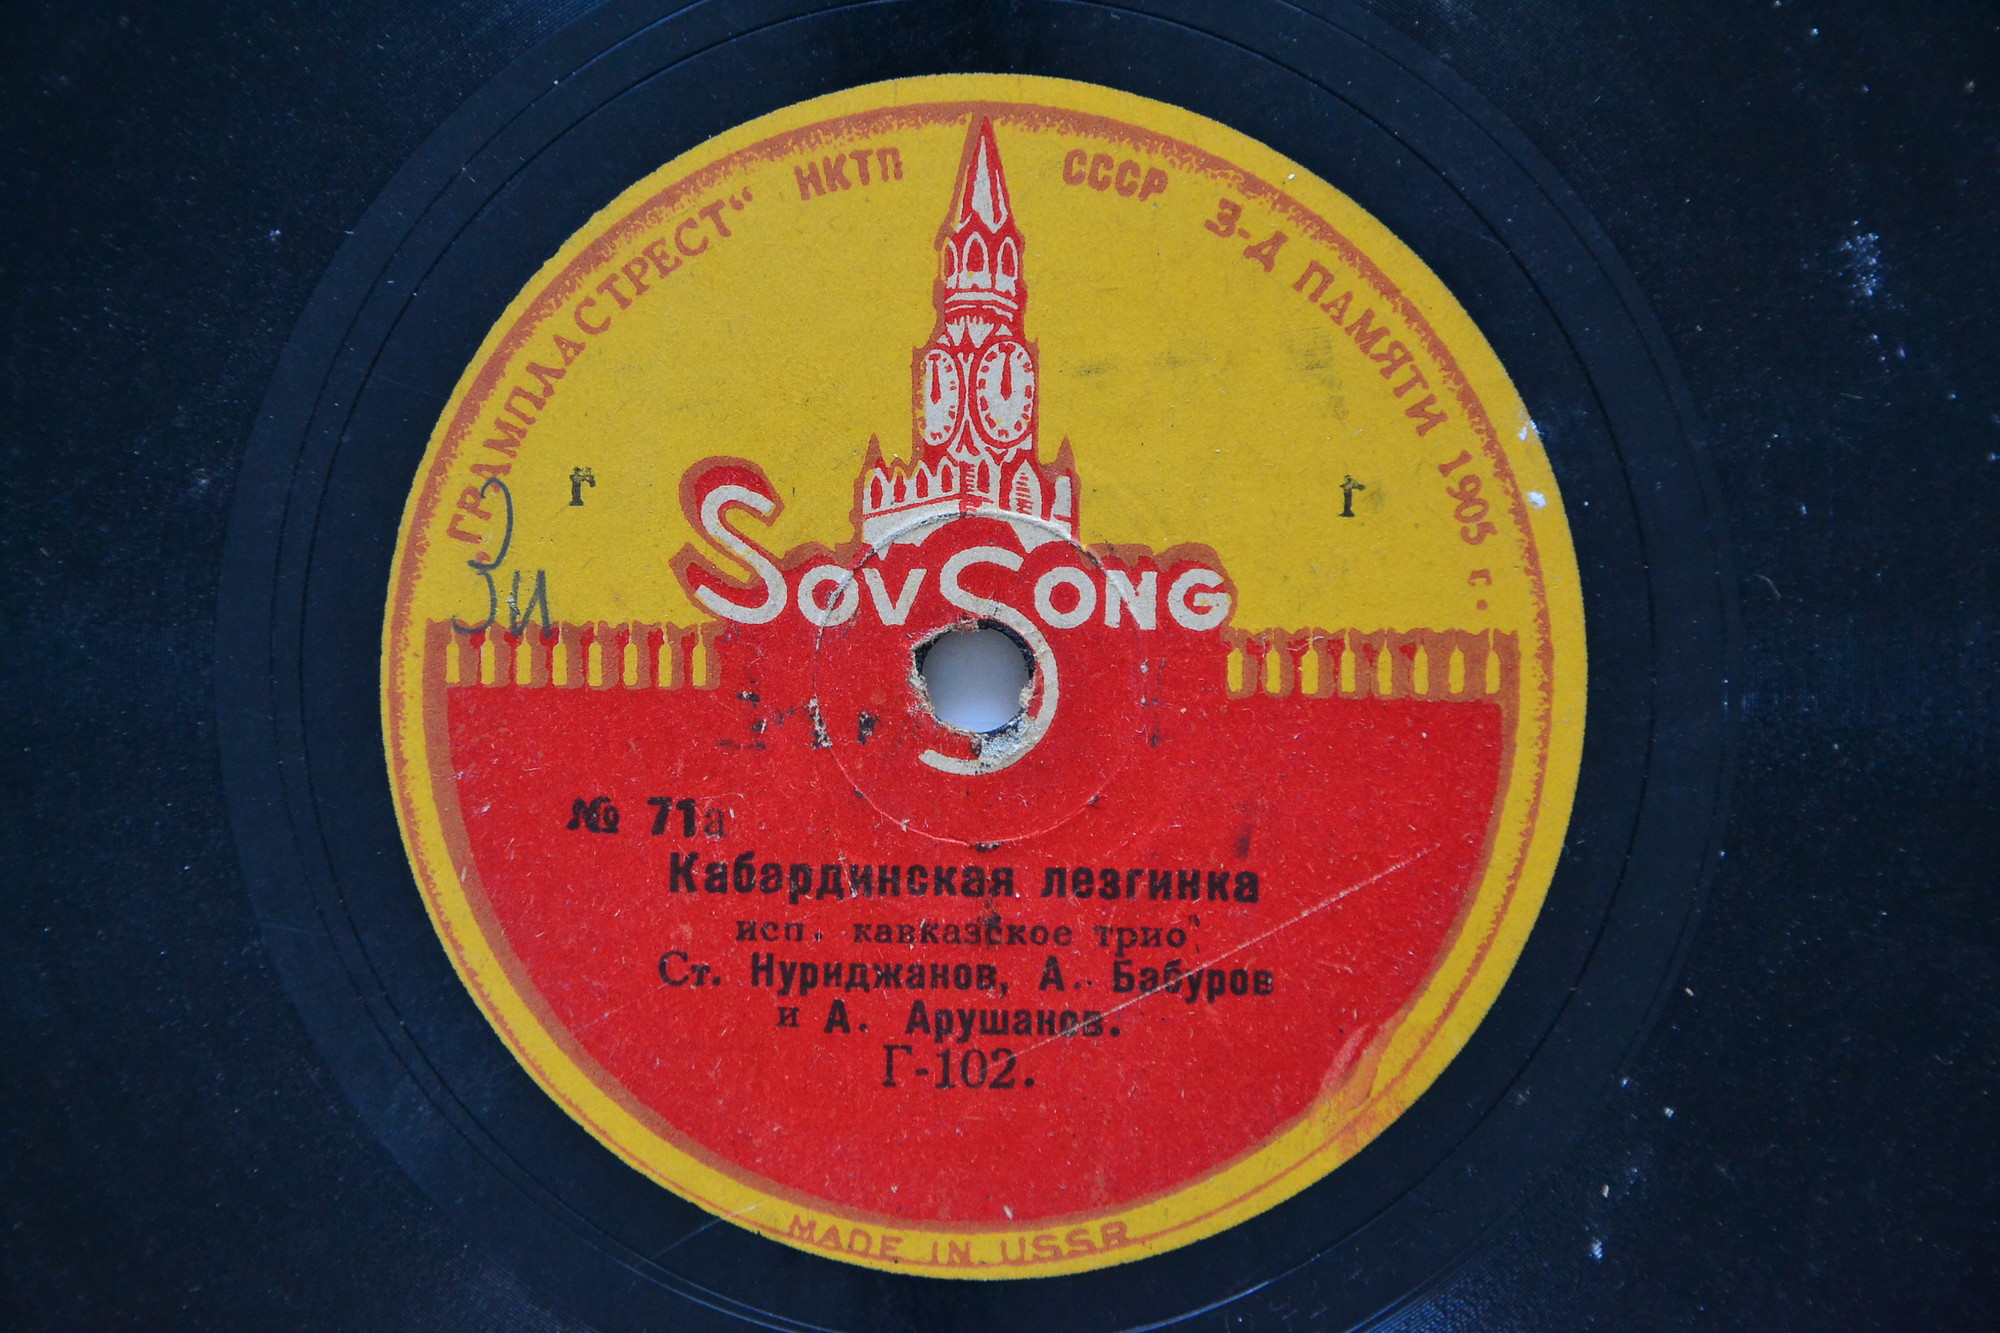 „ГРАМПЛАСТРЕСТ“ НКТП СССР З-Д ПАМЯТИ 1905 г.
г г
SovSong
№ 71а
Кабардинская лезгинка
исп. кавказское трио:
Ст. Нуриджанов, А. Бабуров
и А. Арушанов.
Г-102.
MADE IN USSR